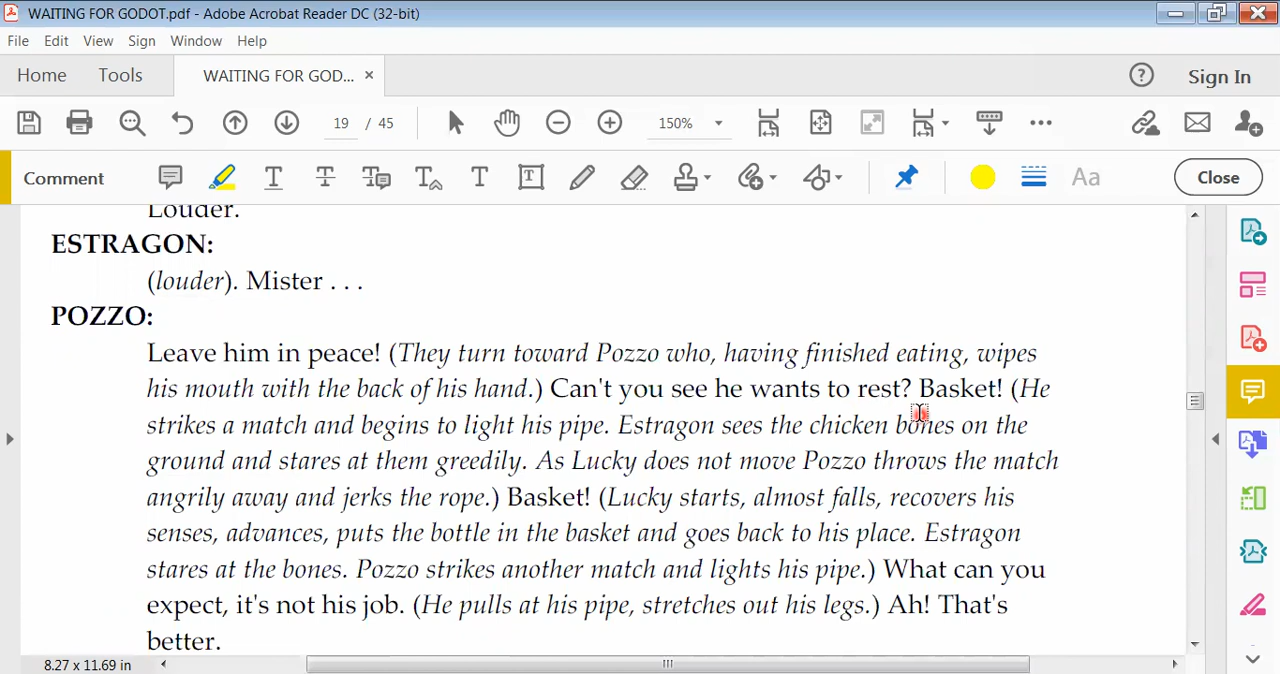 WAITING FOR GODOT.pdf - Adobe Acrobat Reader DC (32-bit)
File Edit View Sign Window Help
Home Tools WAITING FOR GOD... × Sign In
19 / 45 150%
Comment Aa Close
Louder.
ESTRAGON:
(louder). Mister . . .
POZZO:
Leave him in peace! (They turn toward Pozzo who, having finished eating, wipes
his mouth with the back of his hand.) Can't you see he wants to rest? Basket! (He
strikes a match and begins to light his pipe. Estragon sees the chicken bones on the
ground and stares at them greedily. As Lucky does not move Pozzo throws the match
angrily away and jerks the rope.) Basket! (Lucky starts, almost falls, recovers his
senses, advances, puts the bottle in the basket and goes back to his place. Estragon
stares at the bones. Pozzo strikes another match and lights his pipe.) What can you
expect, it's not his job. (He pulls at his pipe, stretches out his legs.) Ah! That's
better.
8.27 x 11.69 in